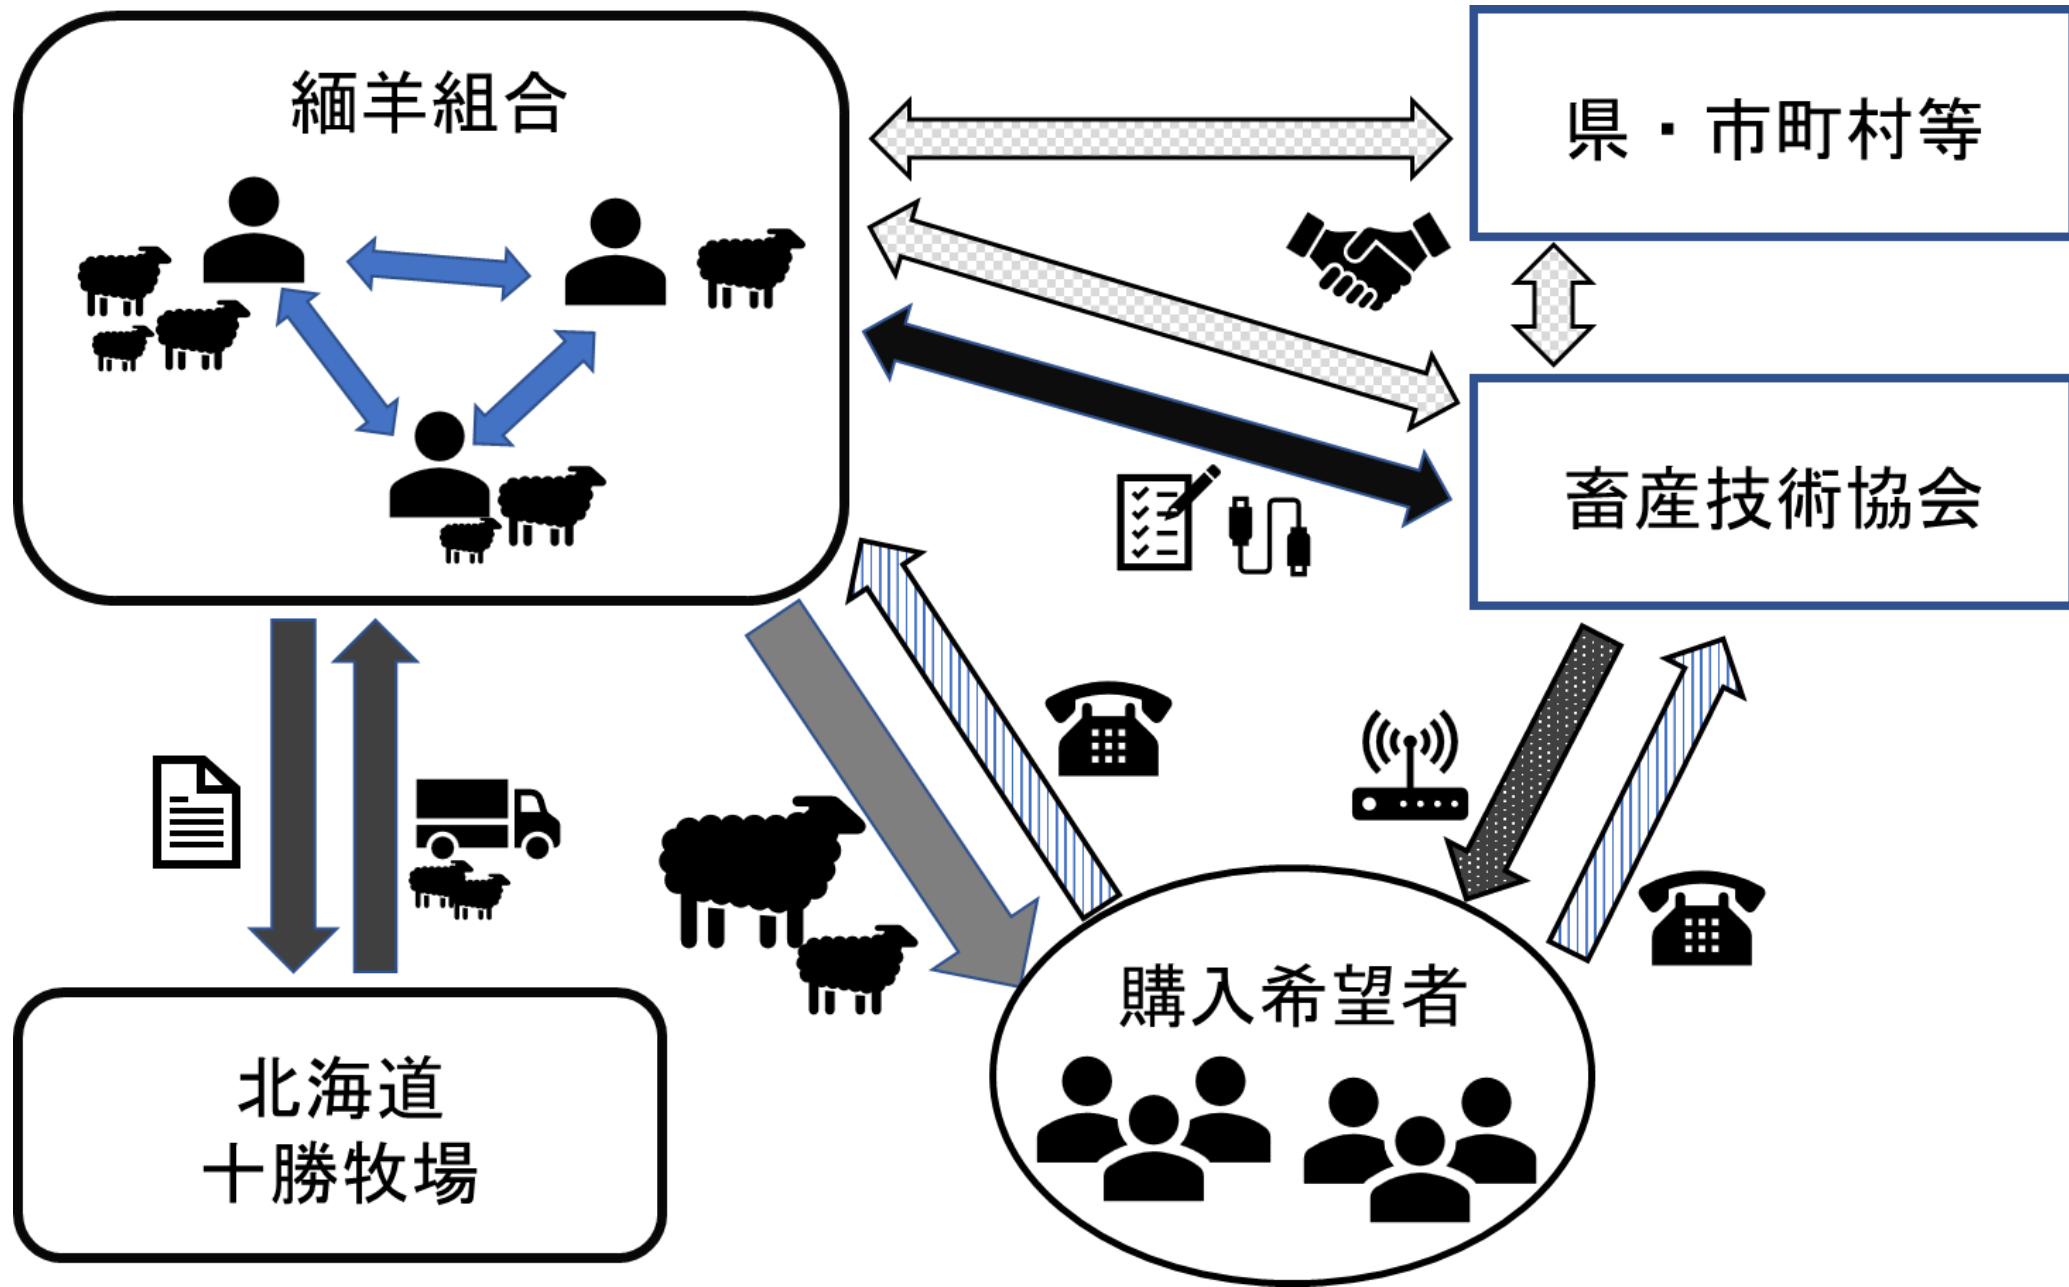 緬羊組合
県・市町村等
畜産技術協会
購入希望者
北海道
十勝牧場